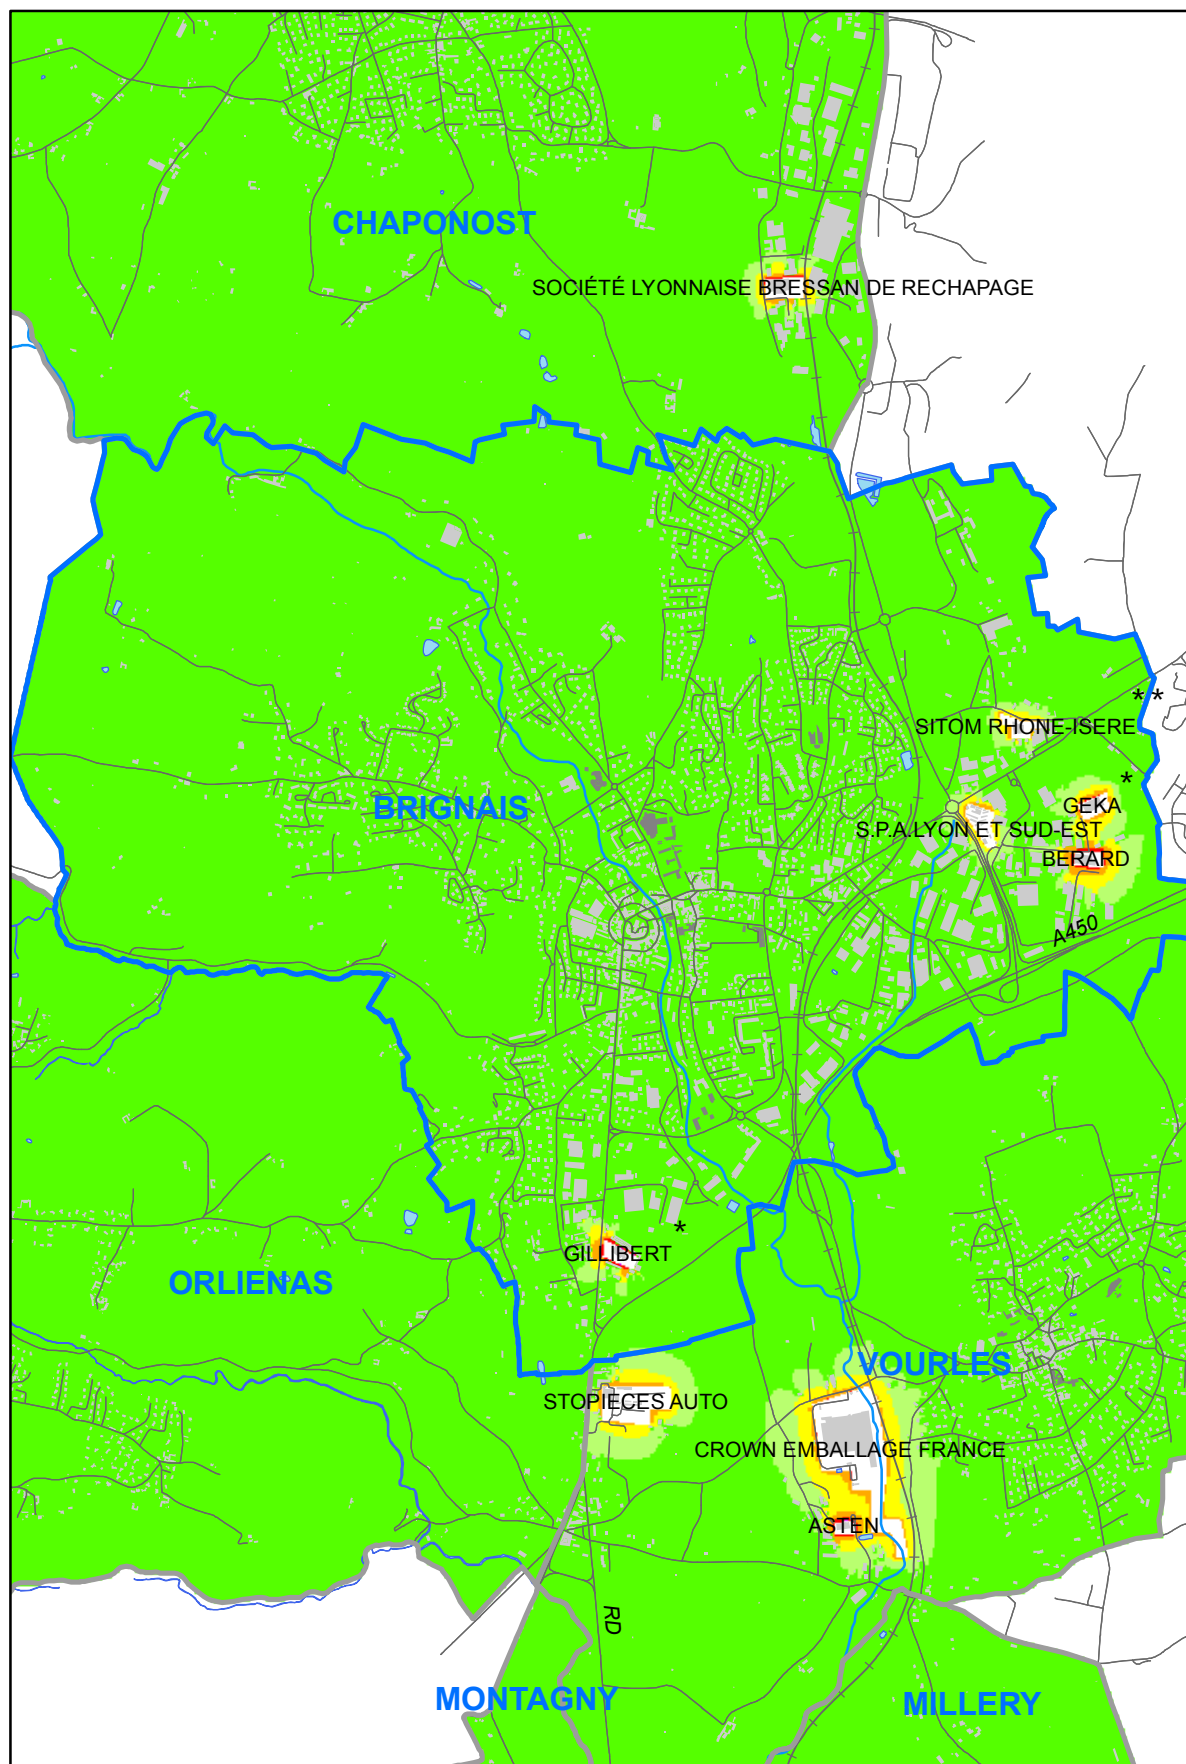 CHAPONOST
SOCIÉTÉ LYONNAISE BRESSAN DE RECHAPAGE
**
SITOM RHONE-ISERE
*
BRIGNAIS
GEKA
S.P.A.LYON ET SUD-EST
BERARD
A450
*
GILLIBERT
ORLIENAS
VOURLES
STOPIECES AUTO
CROWN EMBALLAGE FRANCE
ASTEN
RD
MONTAGNY
MILLERY